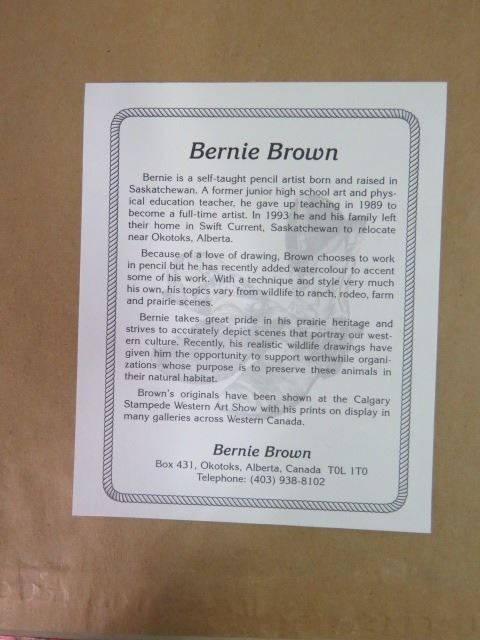 Bernie Brown
Bernie is a self-taught pencil artist born and raised in
Saskatchewan. A former junior high school art and phys-
ical education teacher, he gave up teaching in 1989 to
become a full-time artist. In 1993 he and his family left
their home in Swift Current, Saskatchewan to relocate
near Okotoks, Alberta.
Because of a love of drawing, Brown chooses to work
in pencil but he has recently added watercolour to accent
some of his work. With a technique and style very much
his own, his topics vary from wildlife to ranch, rodeo, farm
and prairie scenes.
Bernie takes great pride in his prairie heritage and
strives to accurately depict scenes that portray our west-
ern culture. Recently, his realistic wildlife drawings have
given him the opportunity to support worthwhile organi-
zations whose purpose is to preserve these animals in
their natural habitat.
Brown's originals have been shown at the Calgary
Stampede Western Art Show with his prints on display in
many galleries across Western Canada.
Bernie Brown
Box 431, Okotoks, Alberta, Canada T0L 1T0
Telephone: (403) 938-8102